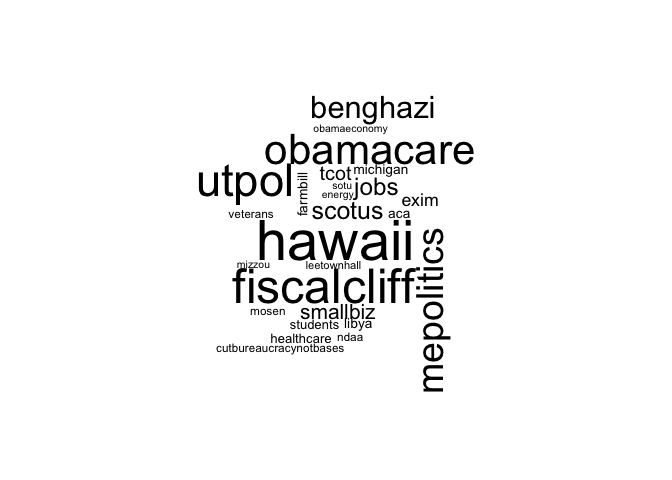 benghazi
obamaeconomy
obamacare
utpol
tcot
michigan
farmbill
sotu
jobs
energy
exim
veterans
scotus
aca
hawaii
mepolitics
mizzou
leetownhall
fiscalcliff
mosen
smallbiz
students
libya
healthcare
ndaa
cutbureaucracynotbases